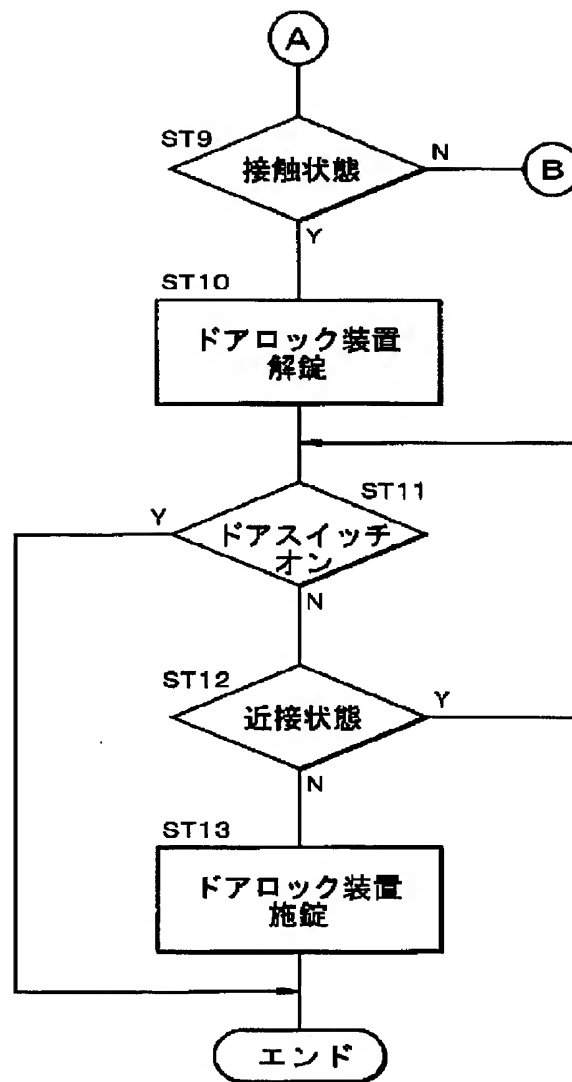 A
ST9
接触状態
N
B
Y
ST10
ドアロック装置
解錠
ST11
Y
ドアスイッチ
オン
N
ST12
近接状態
Y
N
ST13
ドアロック装置
施錠
エンド